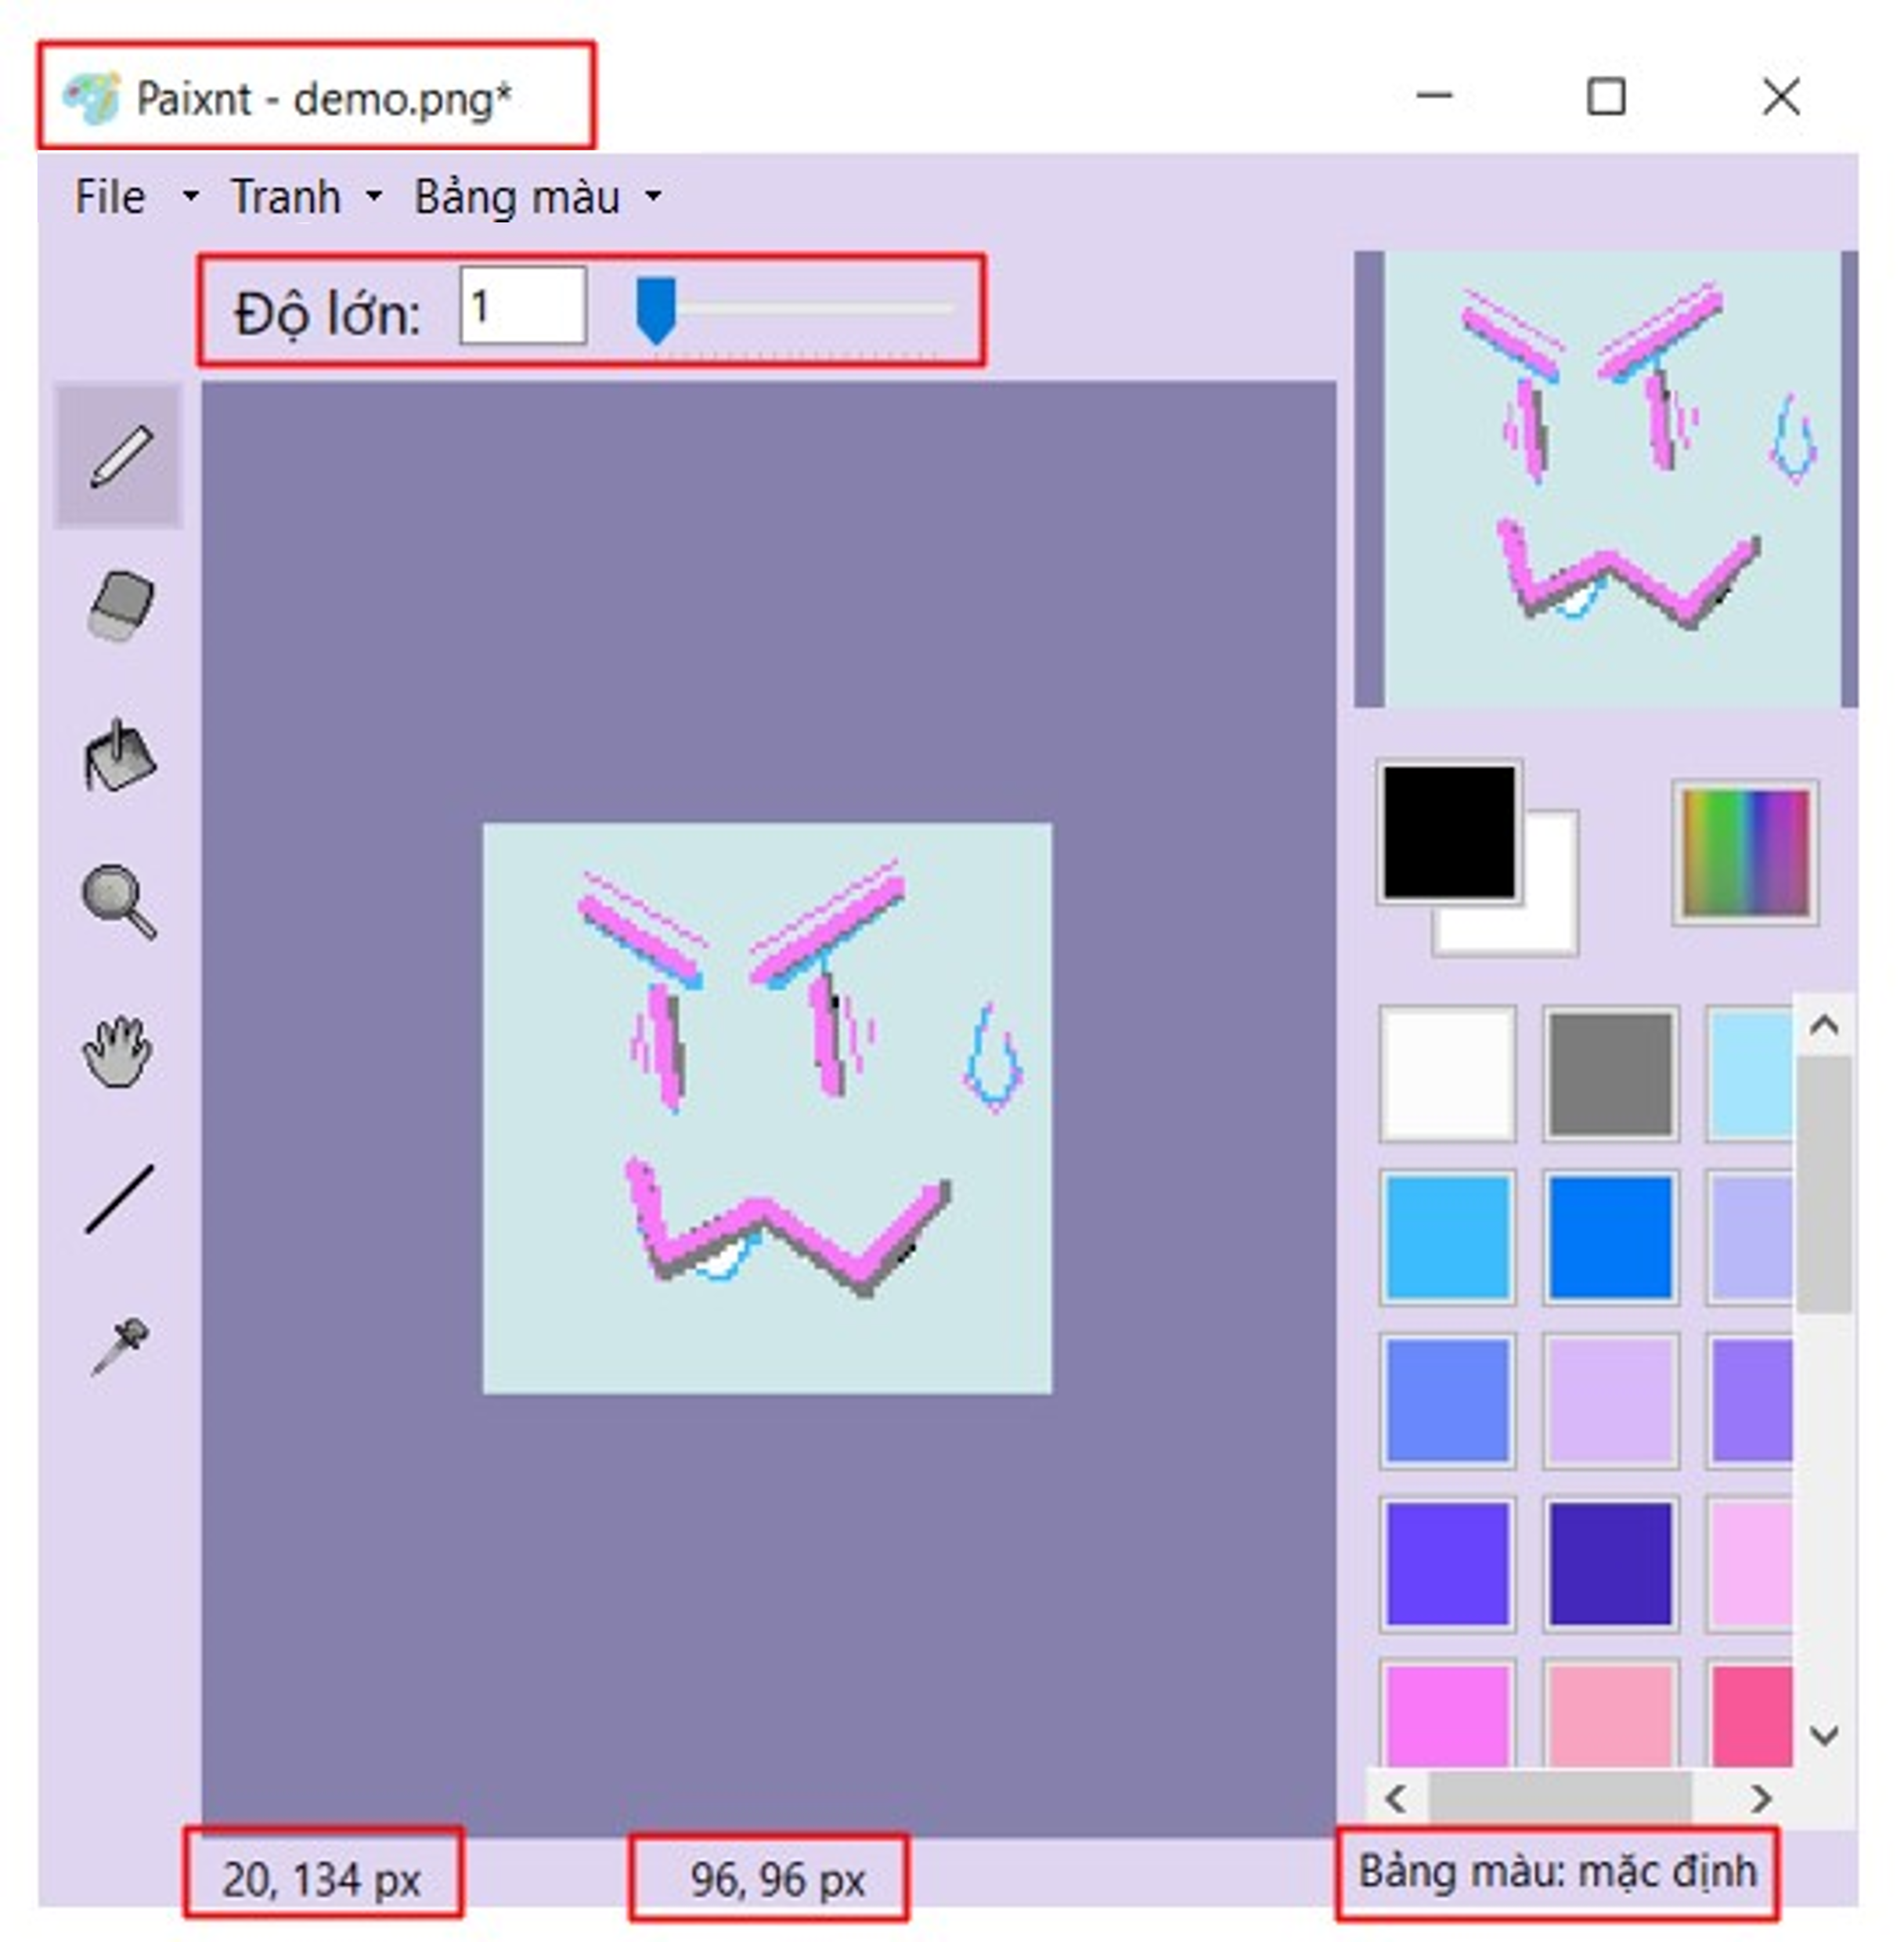 Paixnt - demo.png*
File Tranh Bảng màu
Độ lớn: 1
20, 134 px
96, 96 px
Bảng màu: mặc định